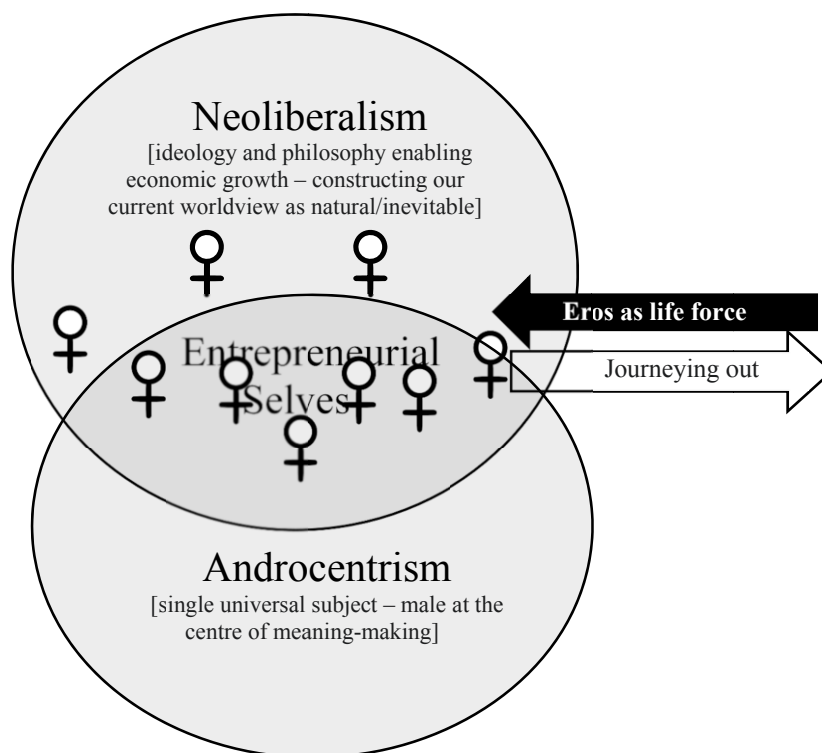 Neoliberalism
[ideology and philosophy enabling
economic growth – constructing our
current worldview as natural/inevitable]
Eros as life force
Entrepreneurial
Selves
Journeying out
Androcentrism
[single universal subject – male at the
centre of meaning-making]